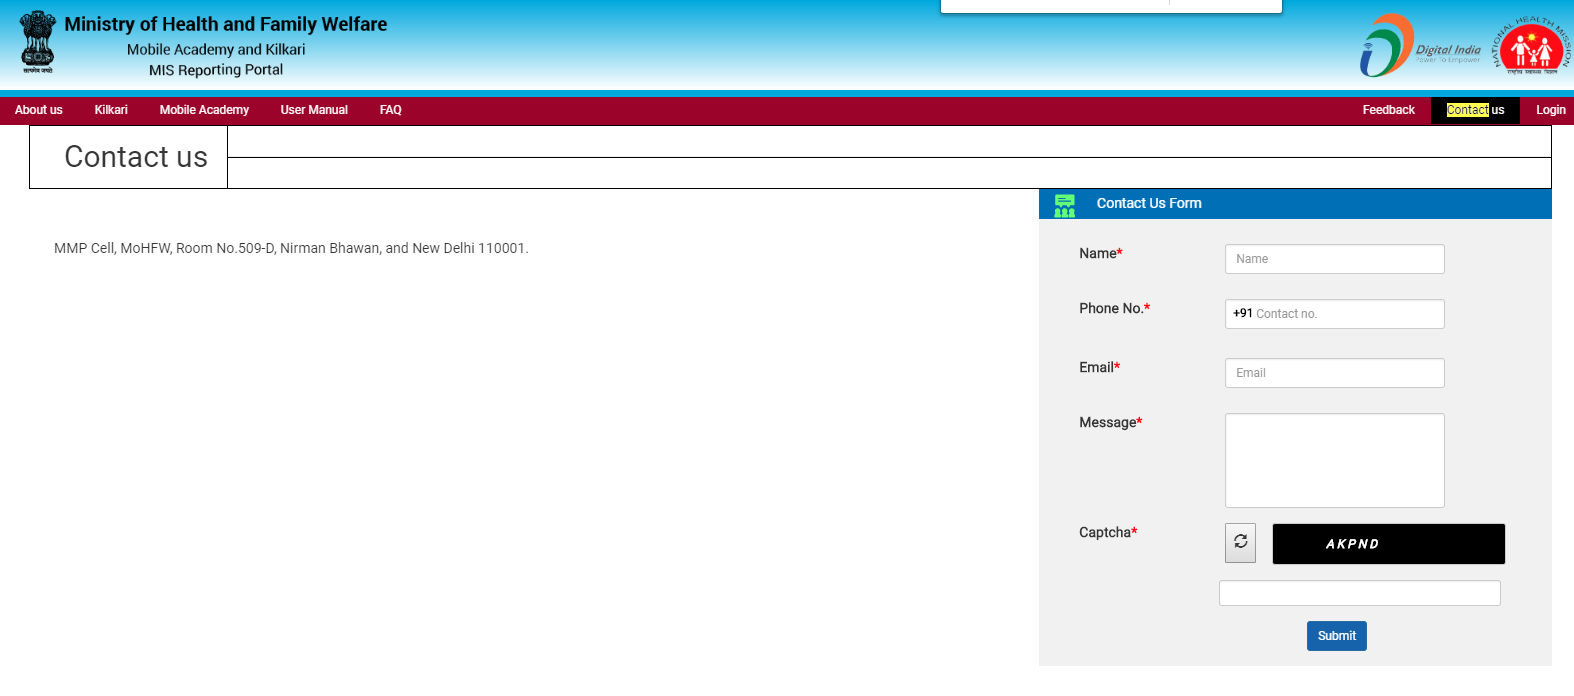 Ministry of Health and Family Welfare
Mobile Academy and Kilkari
MIS Reporting Portal
सत्यमेव जयते
Digital India
Power To Empower
NATIONAL HEALTH MISSION
राष्ट्रीय स्वास्थ्य मिशन
About us Kilkari Mobile Academy User Manual FAQ Feedback Contact us Login
Contact us
MMP Cell, MoHFW, Room No.509-D, Nirman Bhawan, and New Delhi 110001.
Contact Us Form
Name* Name
Phone No.* +91 Contact no.
Email* Email
Message*
Captcha* AKPND
Submit